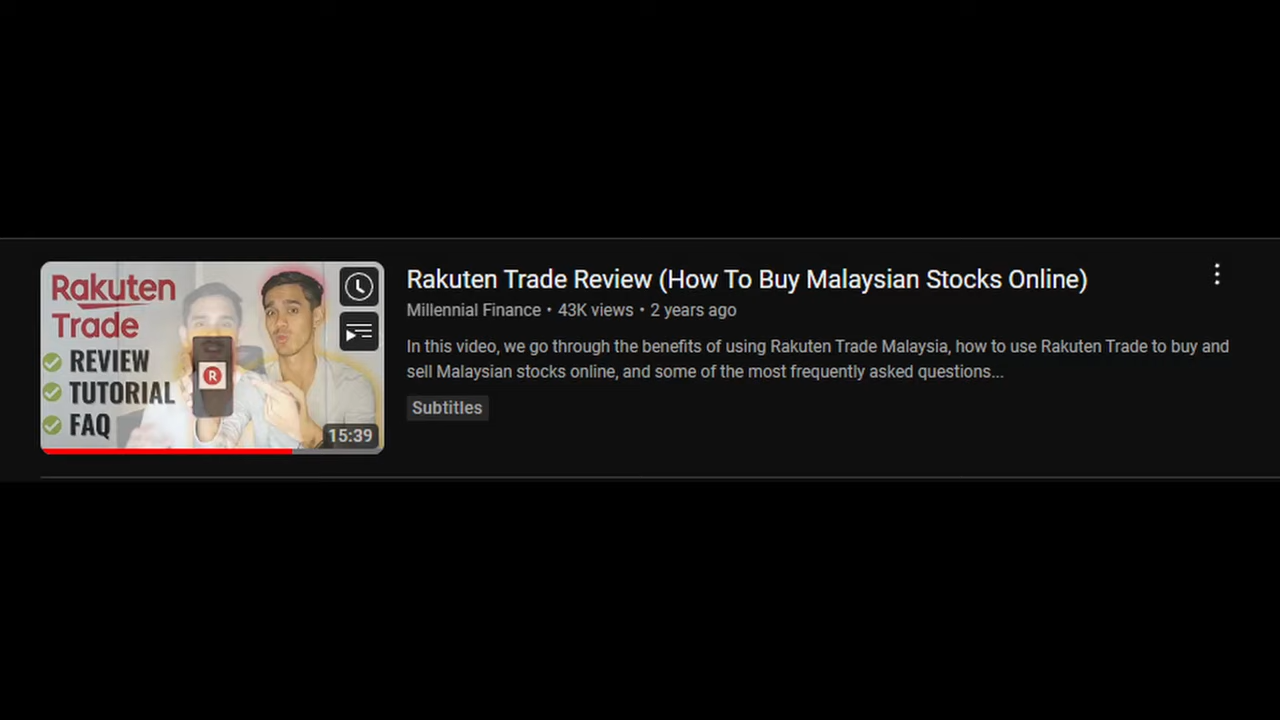 Rakuten
Trade
REVIEW
TUTORIAL
FAQ
R
15:39
Rakuten Trade Review (How To Buy Malaysian Stocks Online)
Millennial Finance • 43K views • 2 years ago
In this video, we go through the benefits of using Rakuten Trade Malaysia, how to use Rakuten Trade to buy and
sell Malaysian stocks online, and some of the most frequently asked questions...
Subtitles